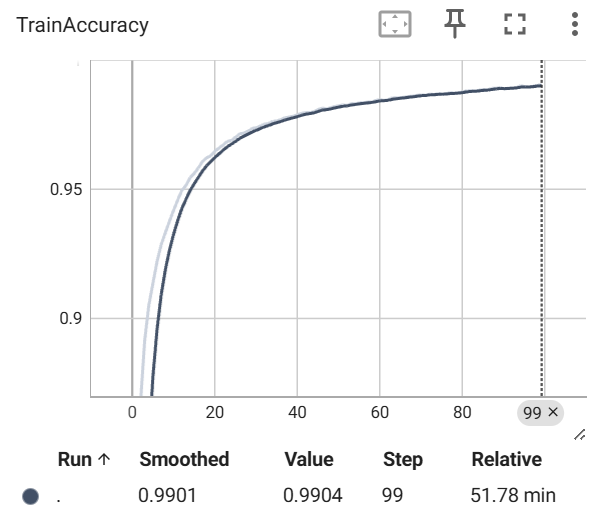 TrainAccuracy
0.95
0.9
0 20 40 60 80 99 ×
Run ↑ Smoothed Value Step Relative
. 0.9901 0.9904 99 51.78 min